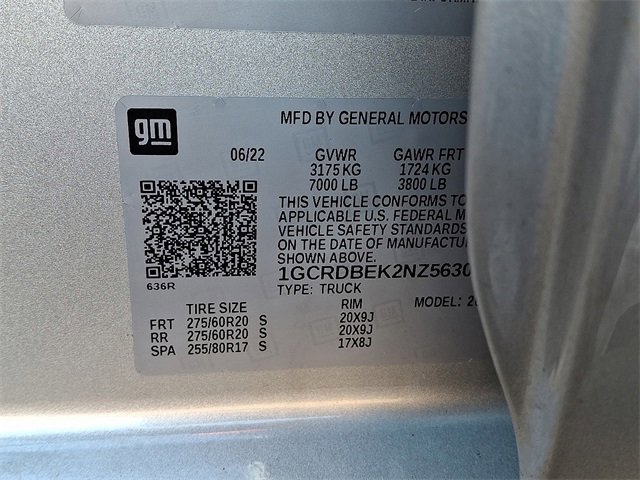 gm
MFD BY GENERAL MOTORS
06/22 GVWR GAWR FRT
3175 KG 1724 KG
7000 LB 3800 LB
THIS VEHICLE CONFORMS TO
APPLICABLE U.S. FEDERAL M
VEHICLE SAFETY STANDARDS
ON THE DATE OF MANUFACT
SHOWN ABOVE.
1GCRDBEK2NZ5630
636R
TYPE: TRUCK MODEL: 20
TIRE SIZE RIM
FRT 275/60R20 S 20X9J
RR 275/60R20 S 20X9J
SPA 255/80R17 S 17X8J